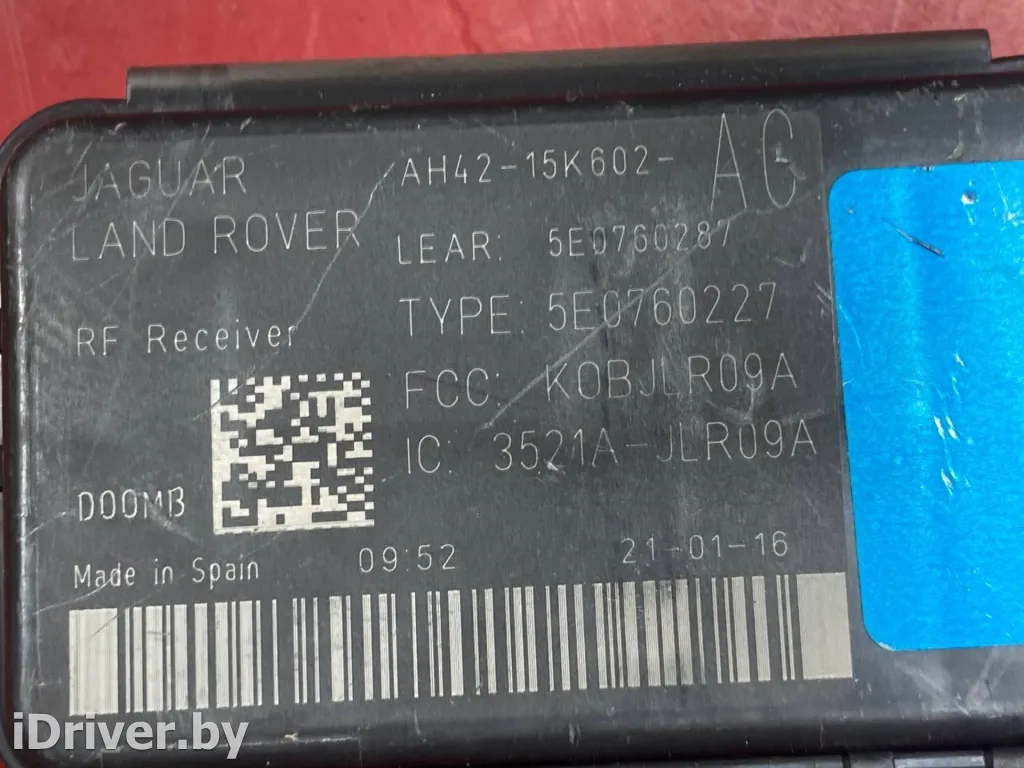 JAGUAR
LAND ROVER
AH42-15K602-
AG
LEAR: 5E0760287
TYPE: 5E0760227
RF Receiver
FCC: KOBJLR09A
IC: 3521A-JLR09A
D00MB
Made in Spain
09:52
21-01-16
iDriver.by